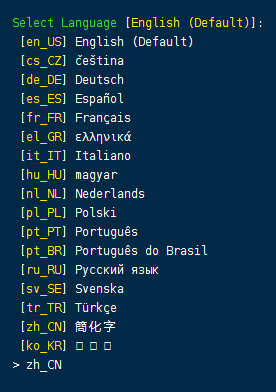 Select Language [English (Default)]:
[en_US] English (Default)
[cs_CZ] čeština
[de_DE] Deutsch
[es_ES] Español
[fr_FR] Français
[el_GR] ελληνικά
[it_IT] Italiano
[hu_HU] magyar
[nl_NL] Nederlands
[pl_PL] Polski
[pt_PT] Português
[pt_BR] Português do Brasil
[ru_RU] Русский язык
[sv_SE] Svenska
[tr_TR] Türkçe
[zh_CN] 簡化字
[ko_KR] □ □ □
> zh_CN